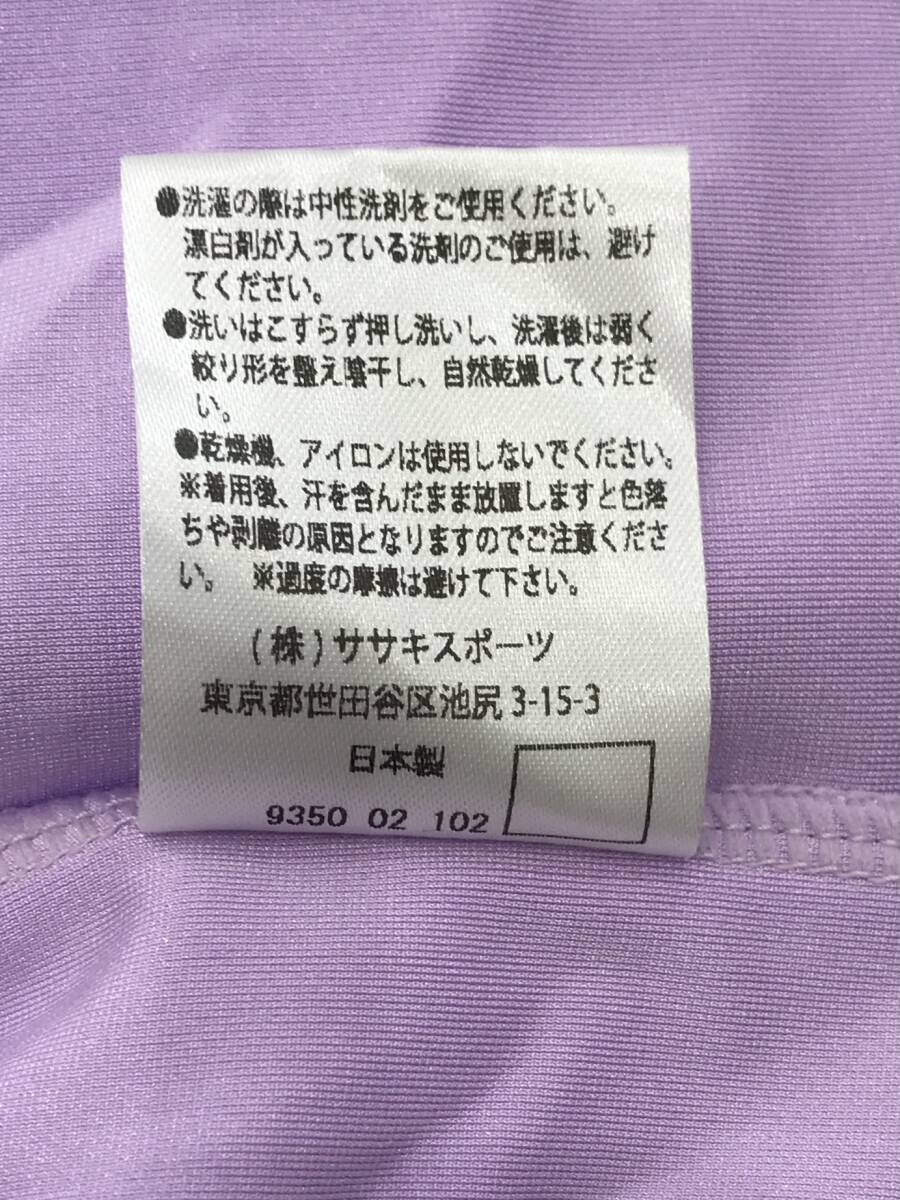 ●洗濯の際は中性洗剤をご使用ください。
漂白剤が入っている洗剤のご使用は、避け
てください。
●洗いはこすらず押し洗いし、洗濯後は弱く
絞り形を整え陰干し、自然乾燥してくださ
い。
●乾燥機、アイロンは使用しないでください。
※着用後、汗を含んだまま放置しますと色落
ちや剥離の原因となりますのでご注意くださ
い。 ※過度の摩擦は避けて下さい。
(株)ササキスポーツ
東京都世田谷区池尻3-15-3
日本製
9350 02 102